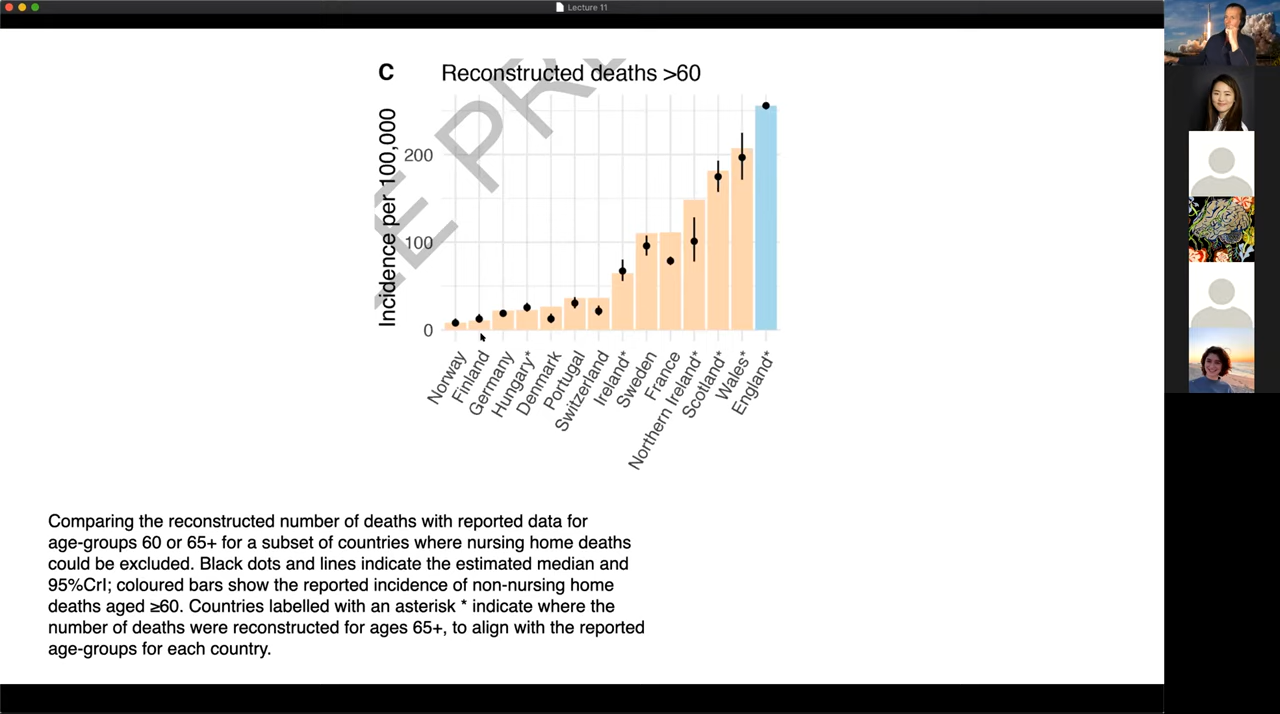 Lecture 11
C Reconstructed deaths >60
Incidence per 100,000
200
100
0
Norway
Finland
Germany
Hungary*
Denmark
Portugal
Switzerland
Ireland*
Sweden
France
Northern Ireland*
Scotland*
Wales*
England*
Comparing the reconstructed number of deaths with reported data for
age-groups 60 or 65+ for a subset of countries where nursing home deaths
could be excluded. Black dots and lines indicate the estimated median and
95%CrI; coloured bars show the reported incidence of non-nursing home
deaths aged ≥60. Countries labelled with an asterisk * indicate where the
number of deaths were reconstructed for ages 65+, to align with the reported
age-groups for each country.